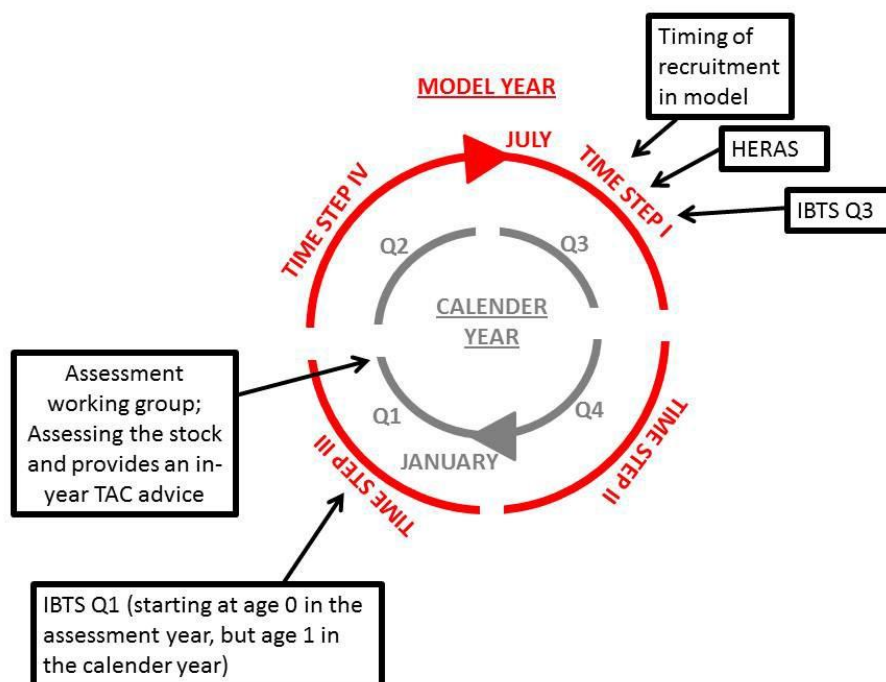 Timing of
recruitment
in model
MODEL YEAR
JULY
HERAS
TIME STEP I
IBTS Q3
TIME STEP IV
Q2
Q3
CALENDER
YEAR
Assessment
working group;
Assessing the stock
and provides an in-
year TAC advice
Q1
Q4
JANUARY
TIME STEP III
TIME STEP II
IBTS Q1 (starting at age 0 in the
assessment year, but age 1 in
the calender year)